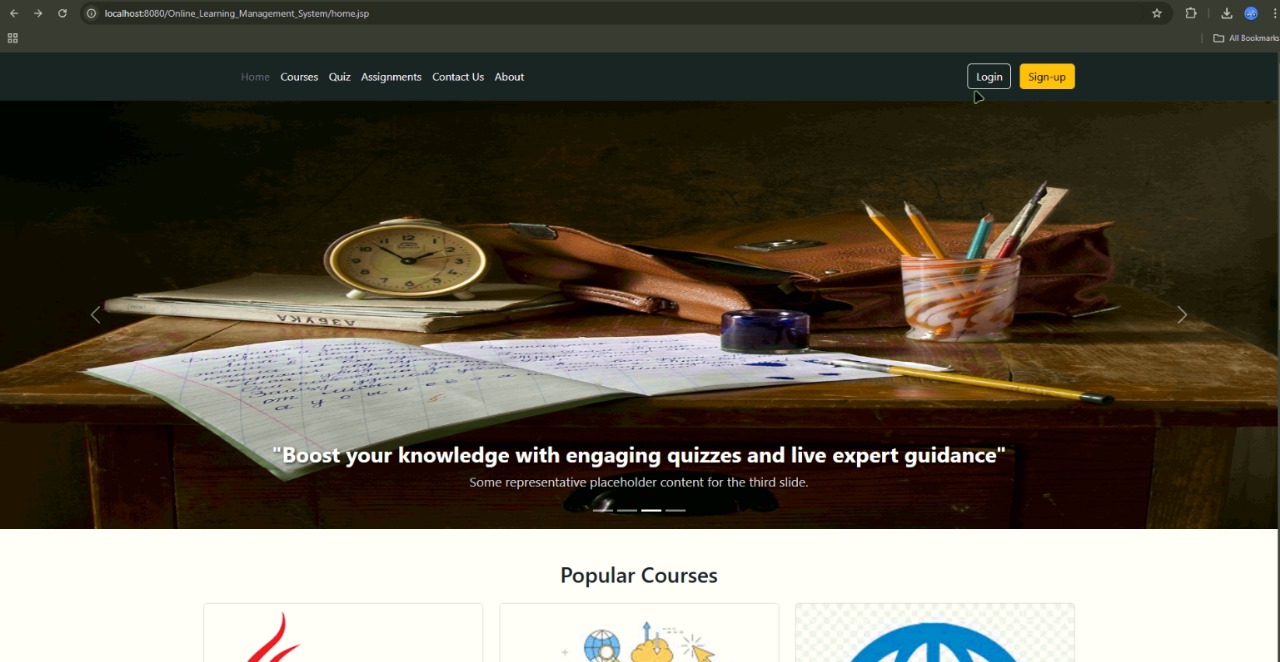 localhost:8080/Online_Learning_Management_System/home.jsp
All Bookmarks
Home Courses Quiz Assignments Contact Us About
Login Sign-up
АЗБУКА
"Boost your knowledge with engaging quizzes and live expert guidance"
Some representative placeholder content for the third slide.
Popular Courses